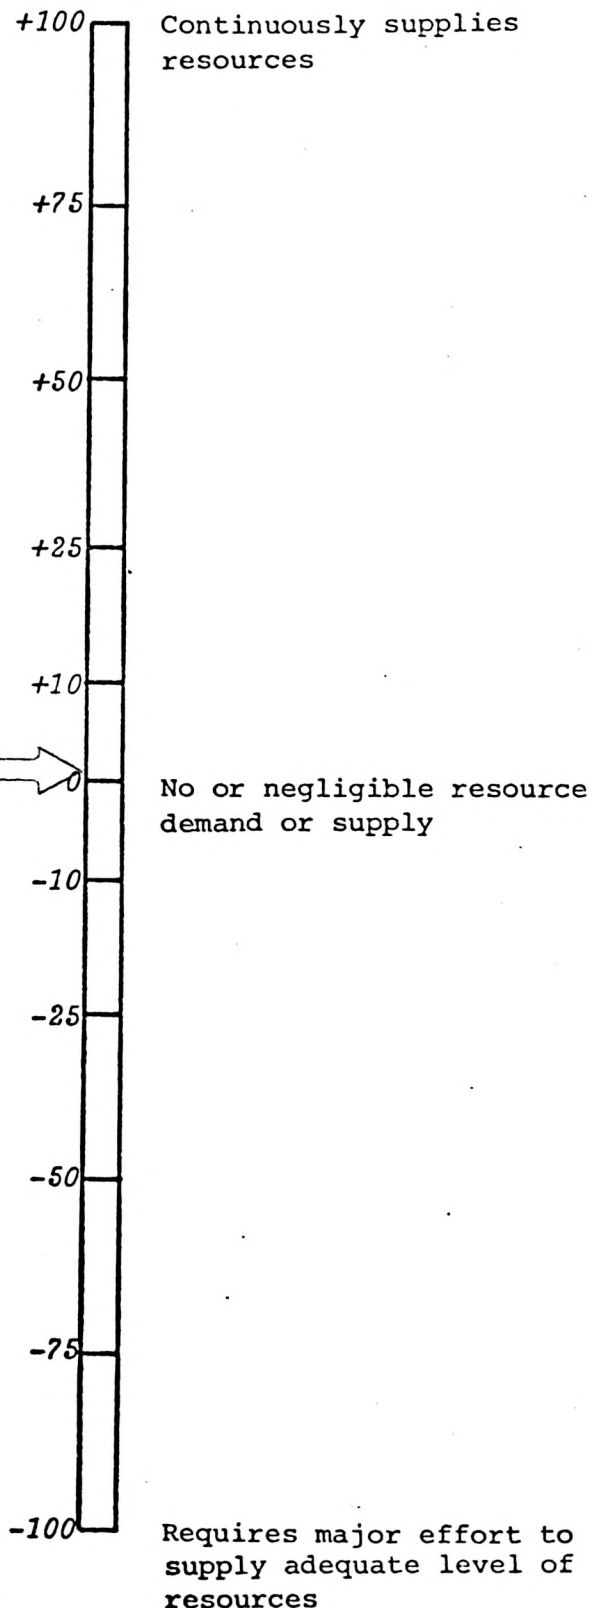 +100
Continuously supplies
resources
+75
+50
+25
+10
0
No or negligible resource
demand or supply
-10
-25
-50
-75
-100
Requires major effort to
supply adequate level of
resources